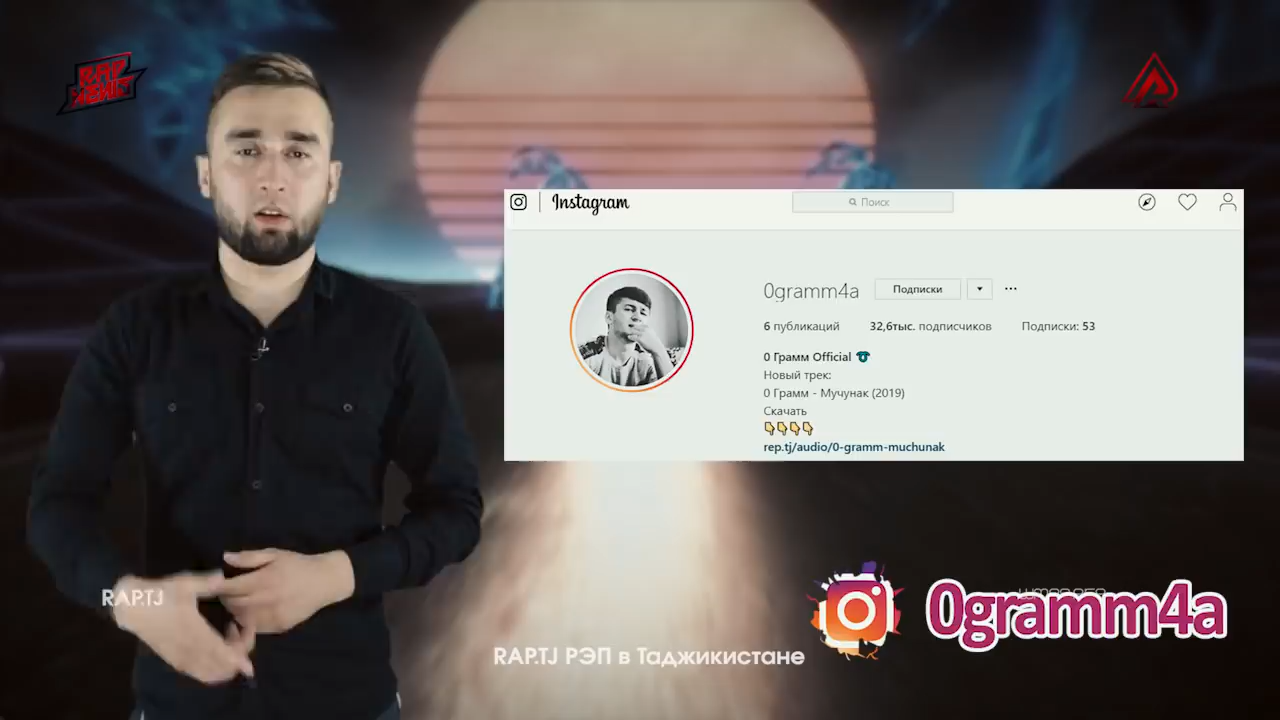 RAP
Instagram
Поиск
0gramm4a
Подписки
6 публикаций 32,6тыс. подписчиков Подписки: 53
0 Грамм Official
Новый трек:
0 Грамм - Мучунак (2019)
Скачать
rep.tj/audio/0-gramm-muchunak
RAP.TJ
0gramm4a
RAP.TJ РЭП в Таджикистане